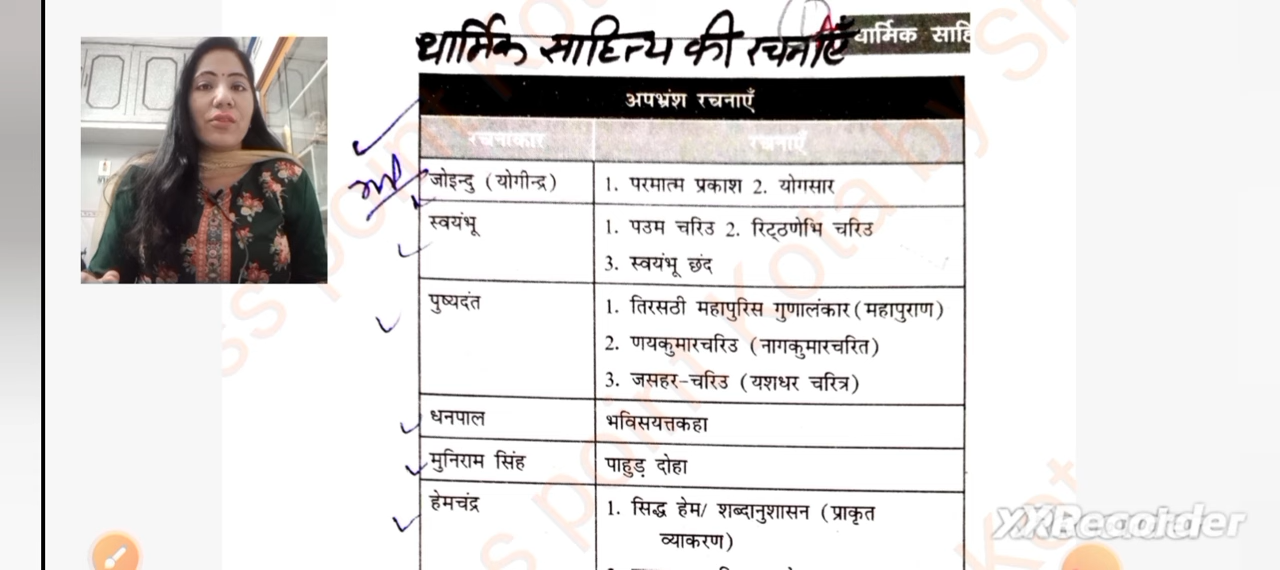 धार्मिक साहित्य की रचनाएँ
धार्मिक साहि
अपभ्रंश रचनाएँ
रचनाकार रचनाएँ
जोइन्दु (योगीन्द्र) 1. परमात्म प्रकाश 2. योगसार
स्वयंभू 1. पउम चरिउ 2. रिट्ठणेभि चरिउ
3. स्वयंभू छंद
पुष्यदंत 1. तिरसठी महापुरिस गुणालंकार (महापुराण)
2. णयकुमारचरिउ (नागकुमारचरित)
3. जसहर-चरिउ (यशधर चरित्र)
धनपाल भविसयत्तकहा
मुनिराम सिंह पाहुड़ दोहा
हेमचंद्र 1. सिद्ध हेम/ शब्दानुशासन (प्राकृत
व्याकरण)
XXRecorder